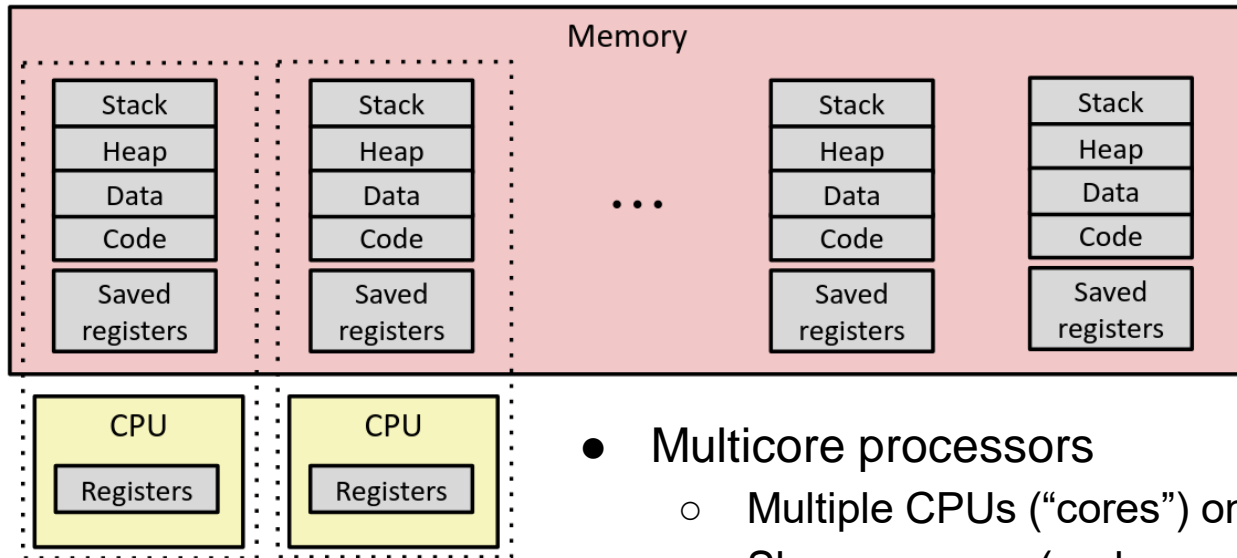 Memory
Stack
Heap
Data
Code
Saved
registers
Stack
Heap
Data
Code
Saved
registers
...
Stack
Heap
Data
Code
Saved
registers
Stack
Heap
Data
Code
Saved
registers
CPU
Registers
CPU
Registers
● Multicore processors
○ Multiple CPUs (“cores”) on